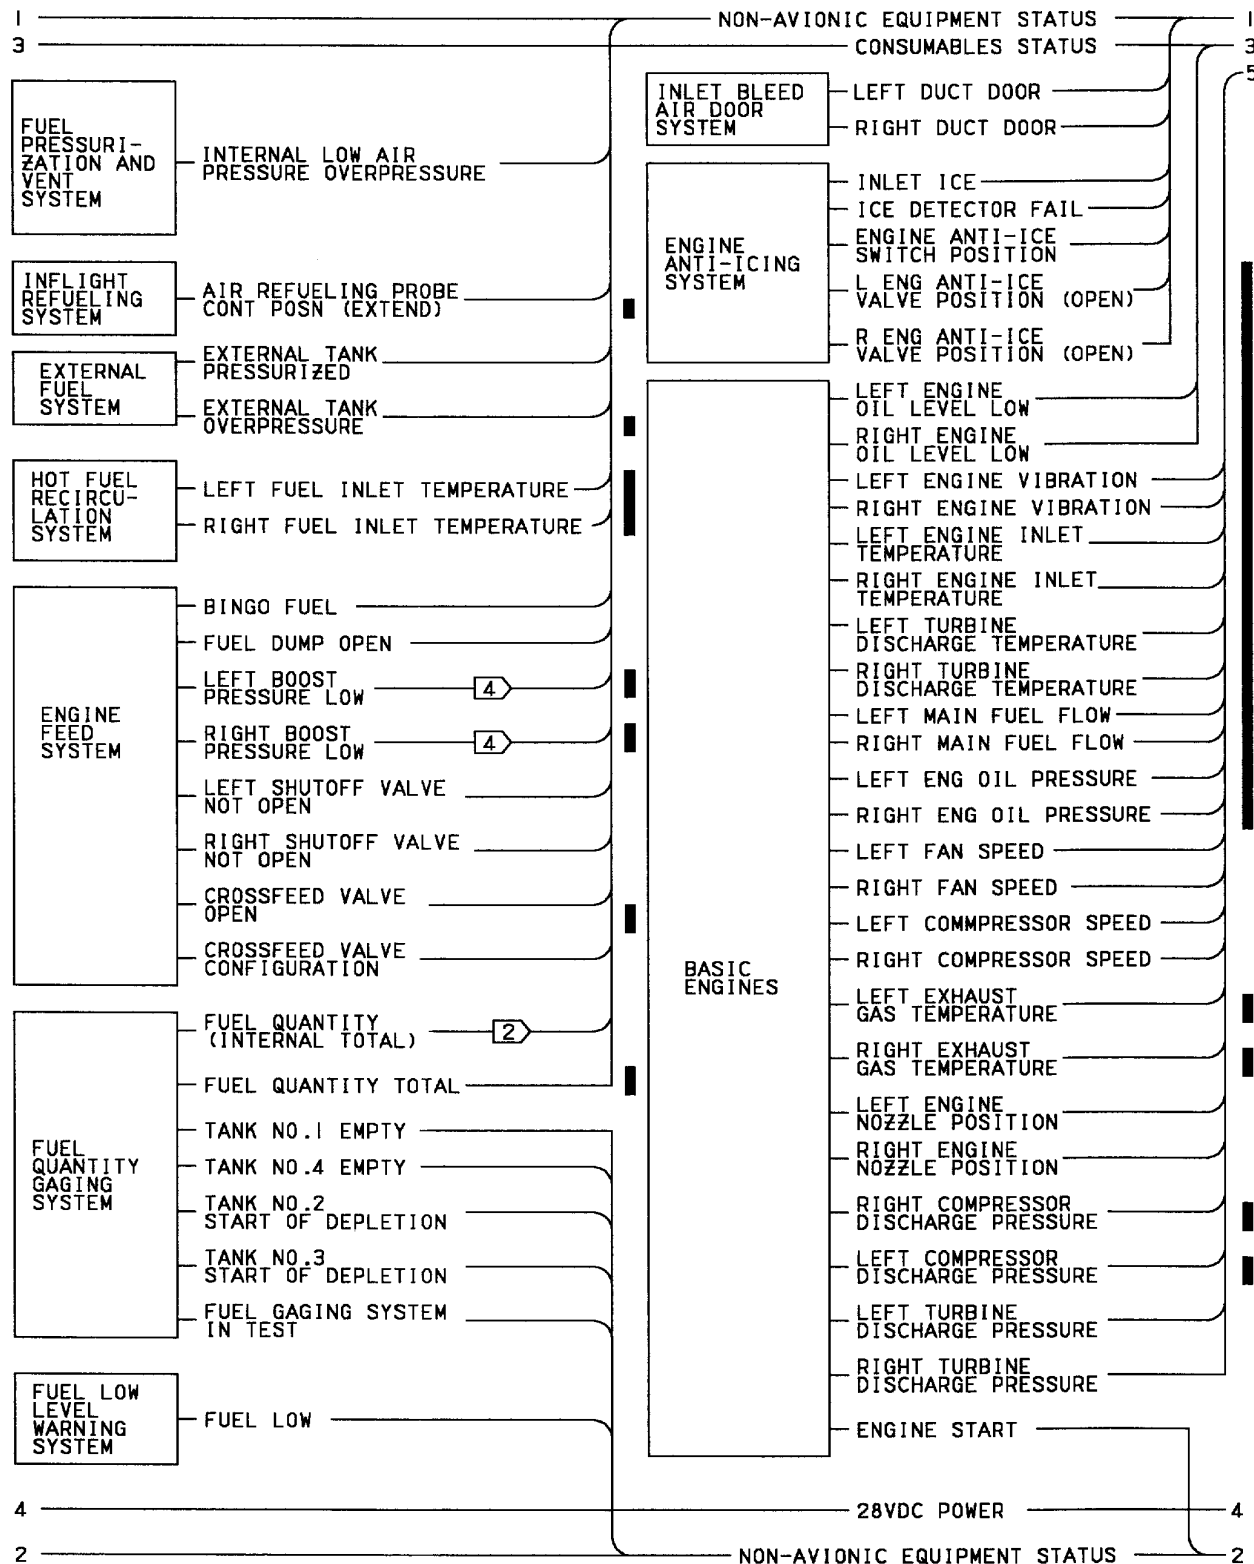 1 NON-AVIONIC EQUIPMENT STATUS 1
3 CONSUMABLES STATUS 3
5
FUEL
PRESSURI-
ZATION AND
VENT
SYSTEM
INTERNAL LOW AIR
PRESSURE OVERPRESSURE
INFLIGHT
REFUELING
SYSTEM
AIR REFUELING PROBE
CONT POSN (EXTEND)
EXTERNAL
FUEL
SYSTEM
EXTERNAL TANK
PRESSURIZED
EXTERNAL TANK
OVERPRESSURE
HOT FUEL
RECIRCU-
LATION
SYSTEM
LEFT FUEL INLET TEMPERATURE
RIGHT FUEL INLET TEMPERATURE
ENGINE
FEED
SYSTEM
BINGO FUEL
FUEL DUMP OPEN
LEFT BOOST
PRESSURE LOW 4
RIGHT BOOST
PRESSURE LOW 4
LEFT SHUTOFF VALVE
NOT OPEN
RIGHT SHUTOFF VALVE
NOT OPEN
CROSSFEED VALVE
OPEN
CROSSFEED VALVE
CONFIGURATION
FUEL
QUANTITY
GAGING
SYSTEM
FUEL QUANTITY
(INTERNAL TOTAL) 2
FUEL QUANTITY TOTAL
TANK NO.1 EMPTY
TANK NO.4 EMPTY
TANK NO.2
START OF DEPLETION
TANK NO.3
START OF DEPLETION
FUEL GAGING SYSTEM
IN TEST
FUEL LOW
LEVEL
WARNING
SYSTEM
FUEL LOW
INLET BLEED
AIR DOOR
SYSTEM
LEFT DUCT DOOR
RIGHT DUCT DOOR
ENGINE
ANTI-ICING
SYSTEM
INLET ICE
ICE DETECTOR FAIL
ENGINE ANTI-ICE
SWITCH POSITION
L ENG ANTI-ICE
VALVE POSITION (OPEN)
R ENG ANTI-ICE
VALVE POSITION (OPEN)
BASIC
ENGINES
LEFT ENGINE
OIL LEVEL LOW
RIGHT ENGINE
OIL LEVEL LOW
LEFT ENGINE VIBRATION
RIGHT ENGINE VIBRATION
LEFT ENGINE INLET
TEMPERATURE
RIGHT ENGINE INLET
TEMPERATURE
LEFT TURBINE
DISCHARGE TEMPERATURE
RIGHT TURBINE
DISCHARGE TEMPERATURE
LEFT MAIN FUEL FLOW
RIGHT MAIN FUEL FLOW
LEFT ENG OIL PRESSURE
RIGHT ENG OIL PRESSURE
LEFT FAN SPEED
RIGHT FAN SPEED
LEFT COMMPRESSOR SPEED
RIGHT COMPRESSOR SPEED
LEFT EXHAUST
GAS TEMPERATURE
RIGHT EXHAUST
GAS TEMPERATURE
LEFT ENGINE
NOZZLE POSITION
RIGHT ENGINE
NOZZLE POSITION
RIGHT COMPRESSOR
DISCHARGE PRESSURE
LEFT COMPRESSOR
DISCHARGE PRESSURE
LEFT TURBINE
DISCHARGE PRESSURE
RIGHT TURBINE
DISCHARGE PRESSURE
ENGINE START
4 28VDC POWER 4
2 NON-AVIONIC EQUIPMENT STATUS 2